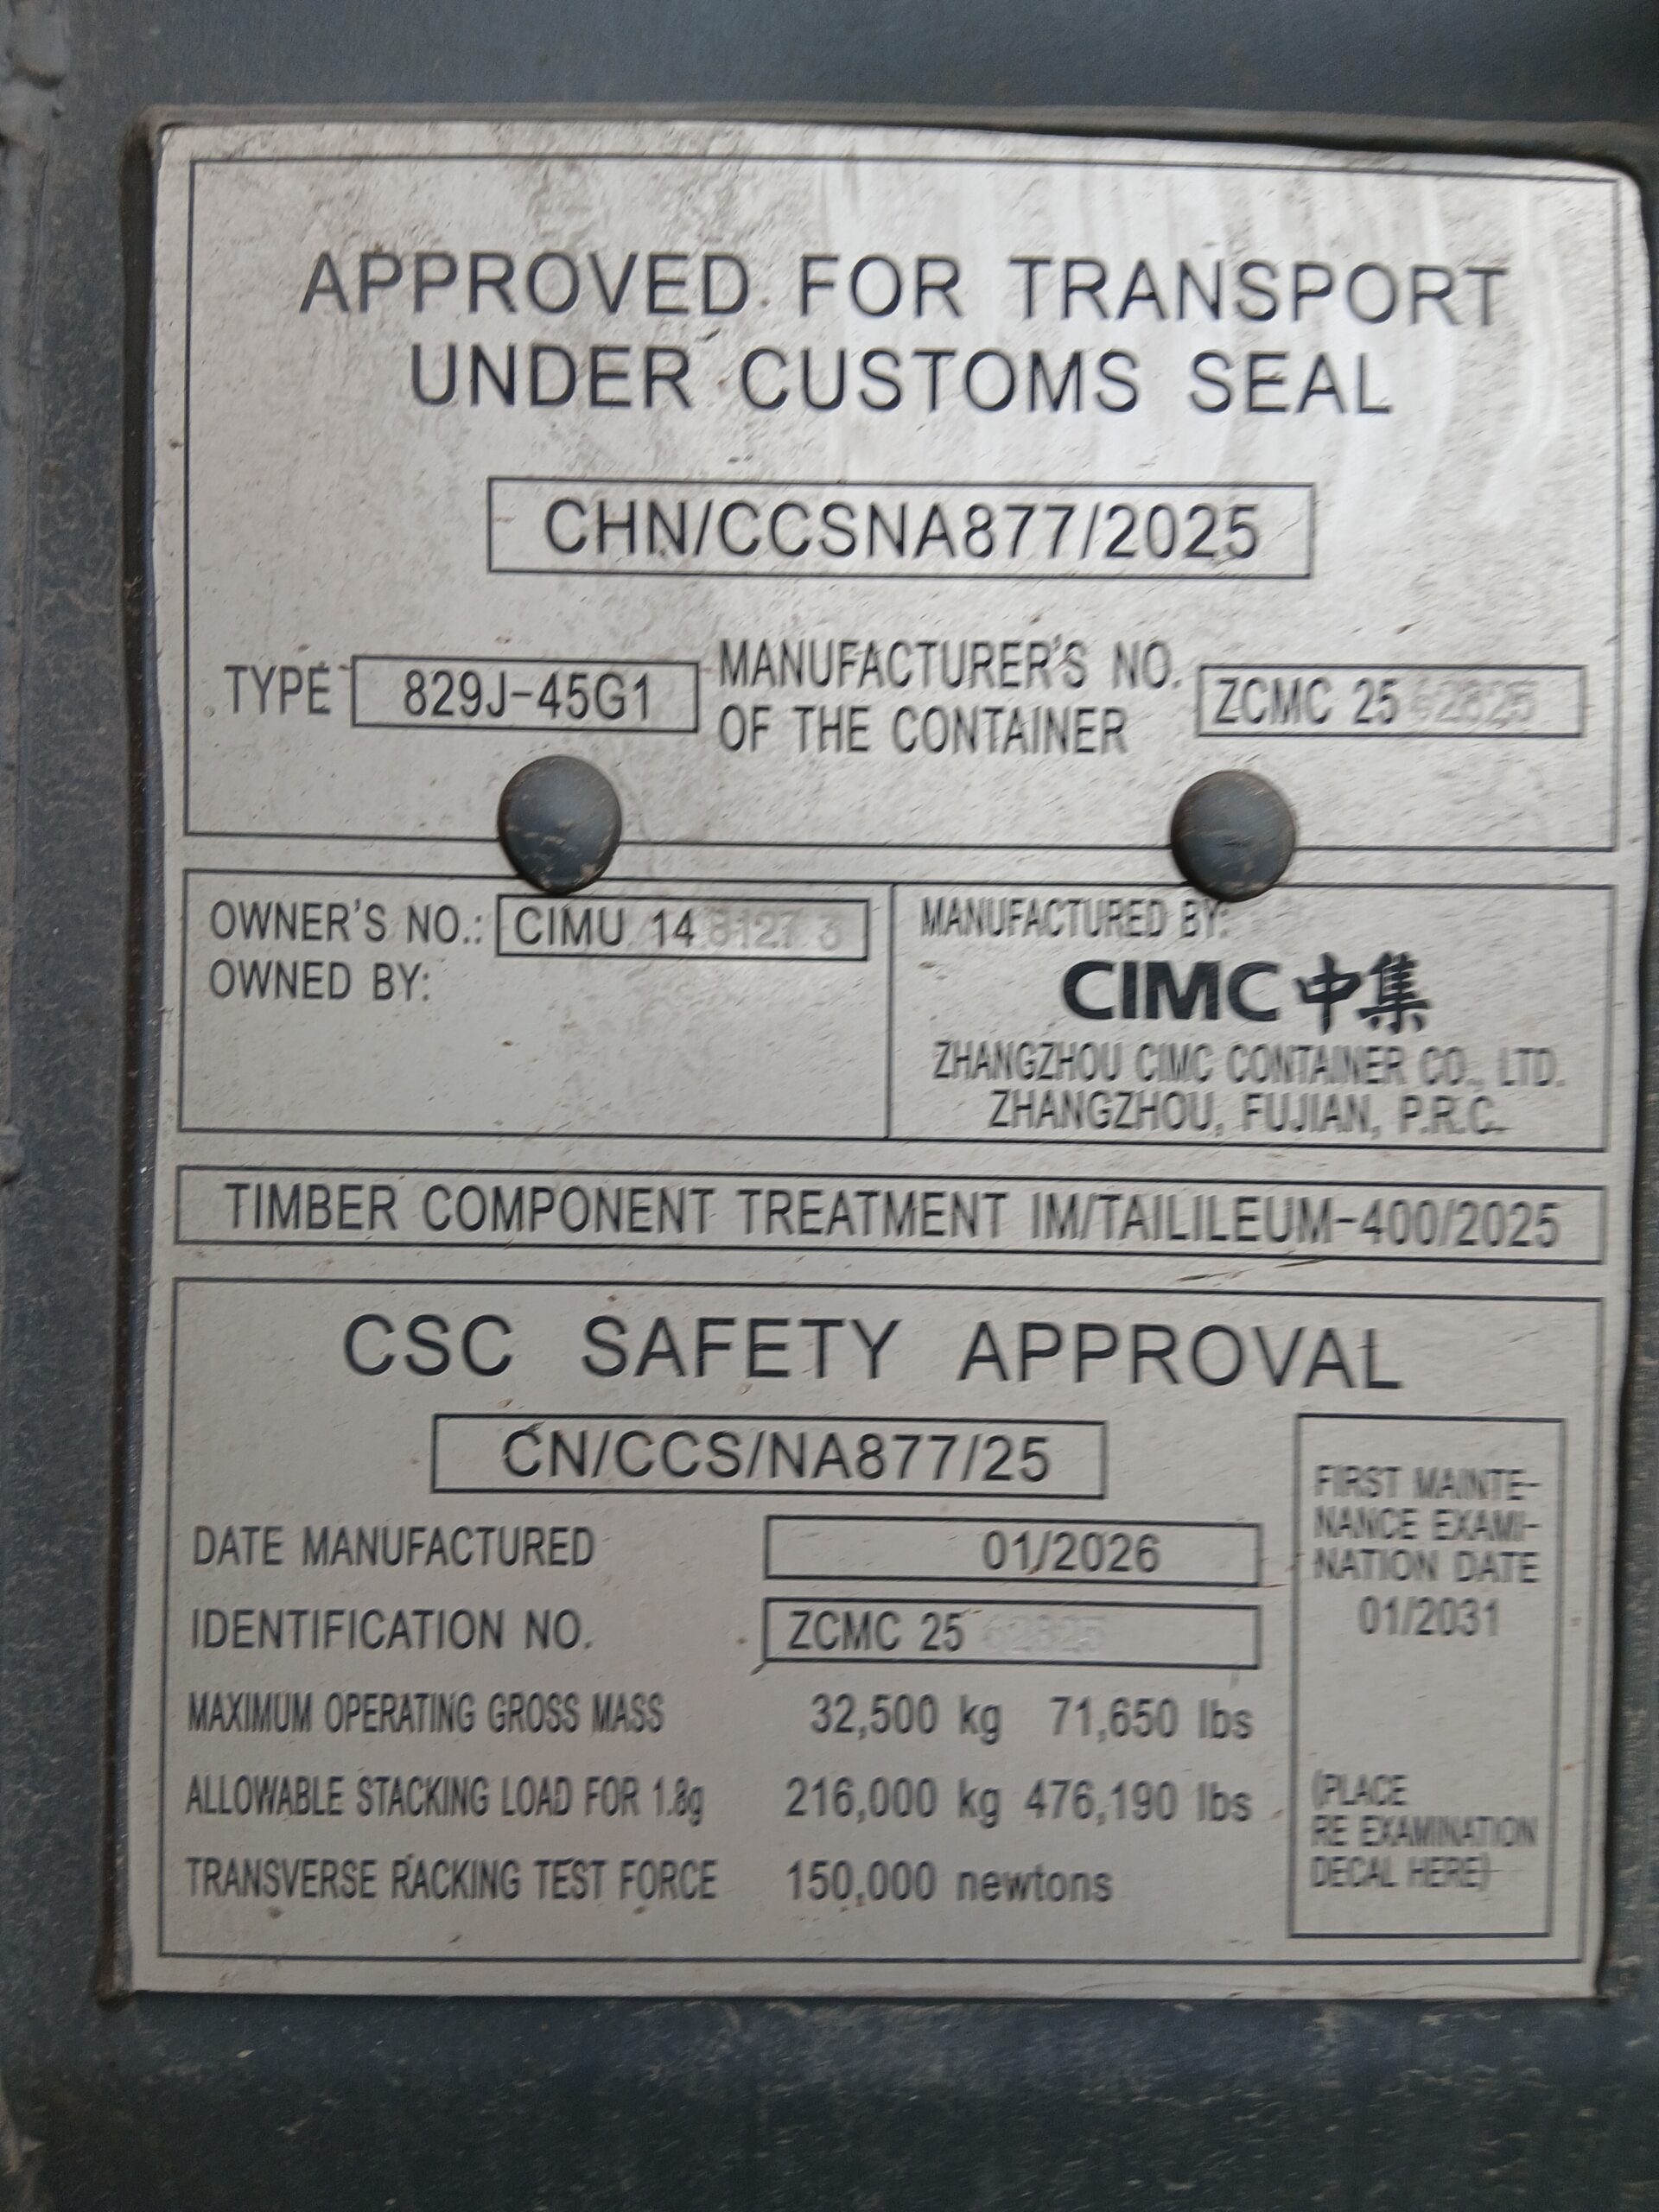 APPROVED FOR TRANSPORT
UNDER CUSTOMS SEAL
CHN/CCSNA877/2025
TYPE 829J-45G1
MANUFACTURER'S NO.
OF THE CONTAINER
ZCMC 25
OWNER'S NO.: CIMU 14
OWNED BY:
MANUFACTURED BY:
CIMC 中集
ZHANGZHOU CIMC CONTAINER CO., LTD.
ZHANGZHOU, FUJIAN, P.R.C.
TIMBER COMPONENT TREATMENT IM/TAILILEUM-400/2025
CSC SAFETY APPROVAL
CN/CCS/NA877/25
DATE MANUFACTURED 01/2026
IDENTIFICATION NO. ZCMC 25
MAXIMUM OPERATING GROSS MASS 32,500 kg 71,650 lbs
ALLOWABLE STACKING LOAD FOR 1.8g 216,000 kg 476,190 lbs
TRANSVERSE RACKING TEST FORCE 150,000 newtons
FIRST MAINTE-
NANCE EXAMI-
NATION DATE
01/2031
(PLACE
RE EXAMINATION
DECAL HERE)